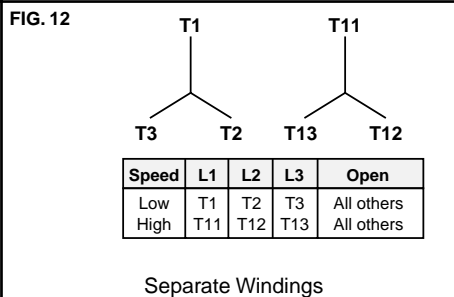 FIG. 12
T1 T11
T3 T2 T13 T12
Speed L1 L2 L3 Open
Low T1 T2 T3 All others
High T11 T12 T13 All others
Separate Windings